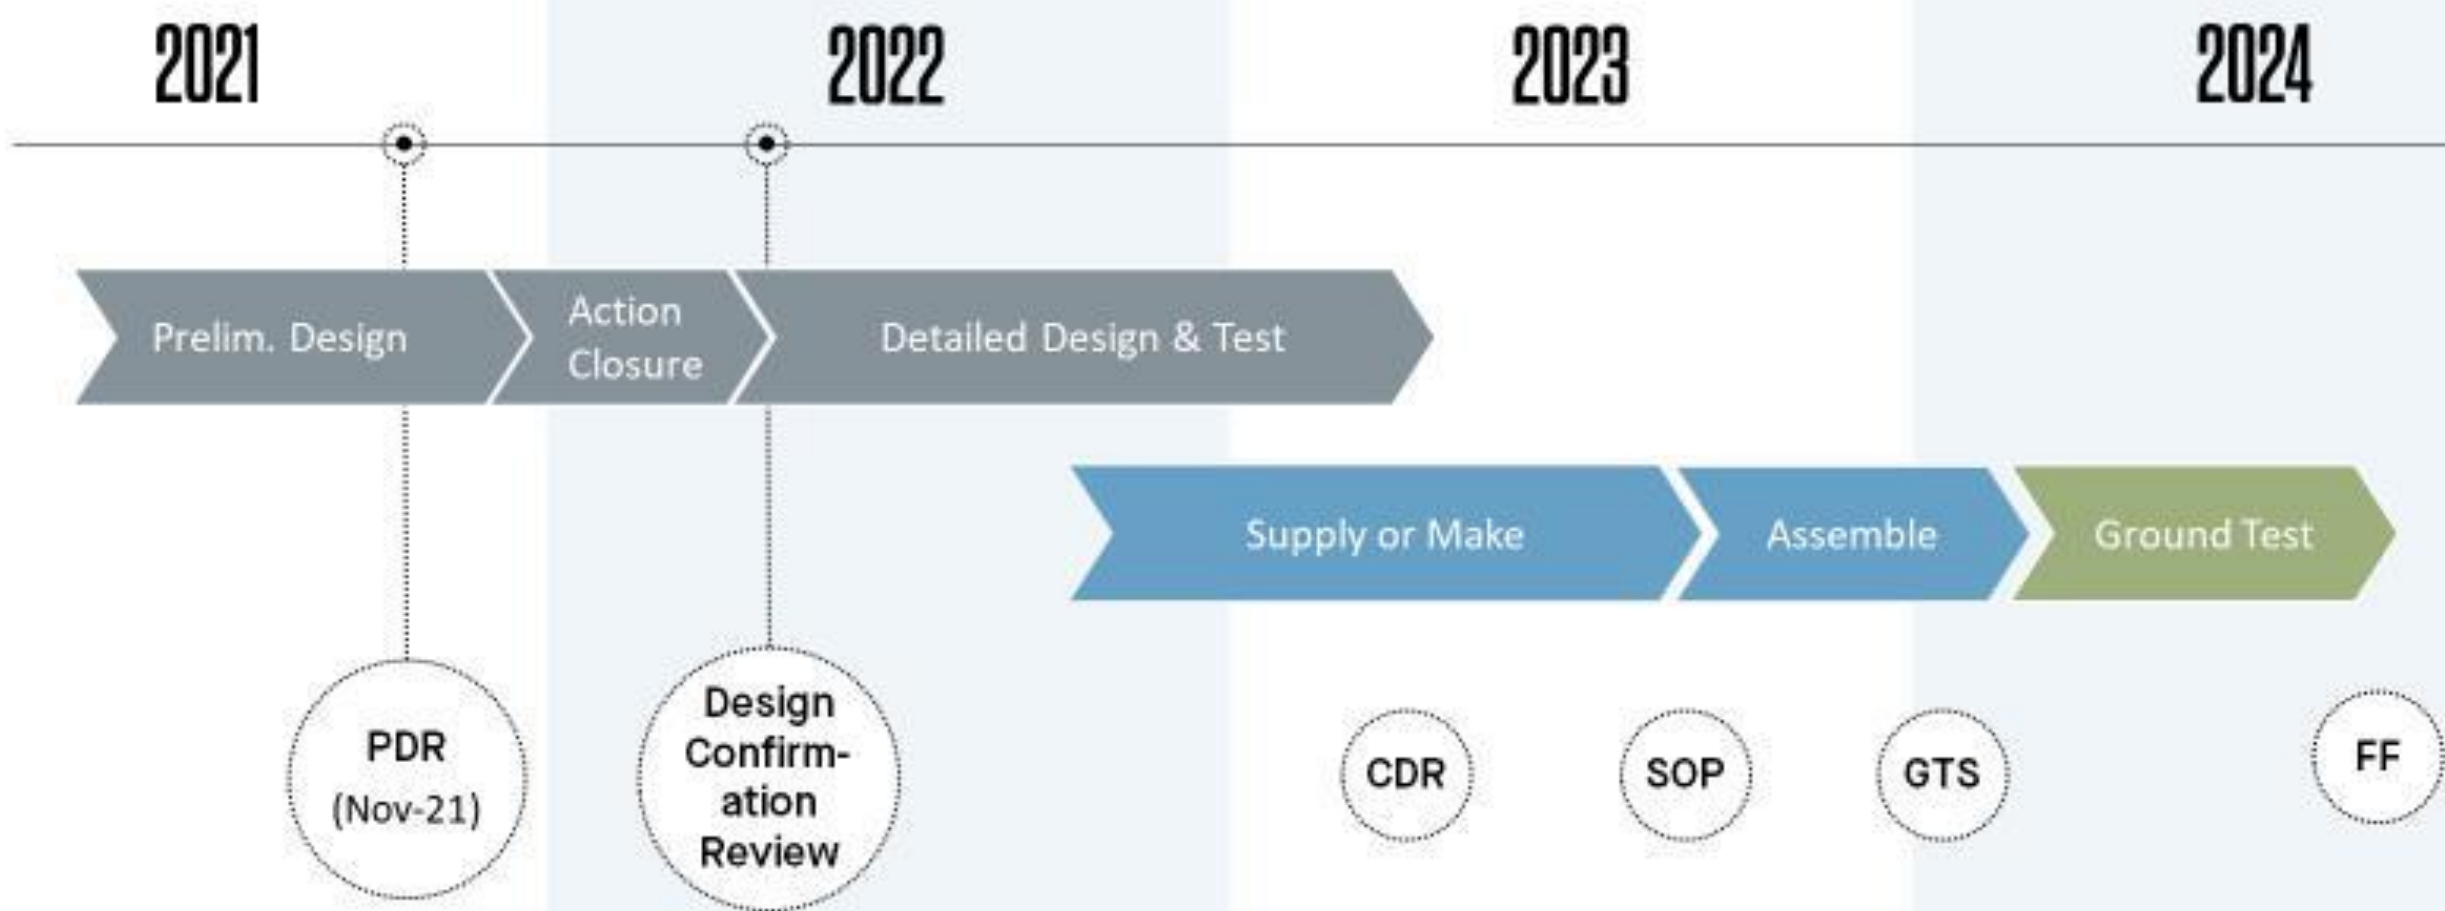 2021
2022
2023
2024
Prelim. Design
Action
Closure
Detailed Design & Test
Supply or Make
Assemble
Ground Test
PDR
(Nov-21)
Design
Confirm-
ation
Review
CDR
SOP
GTS
FF